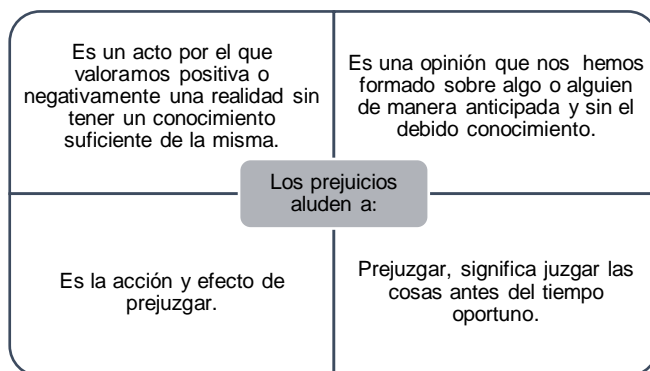 Es un acto por el que
valoramos positiva o
negativamente una realidad sin
tener un conocimiento
suficiente de la misma.
Es una opinión que nos hemos
formado sobre algo o alguien
de manera anticipada y sin el
debido conocimiento.
Los prejuicios
aluden a:
Es la acción y efecto de
prejuzgar.
Prejuzgar, significa juzgar las
cosas antes del tiempo
oportuno.